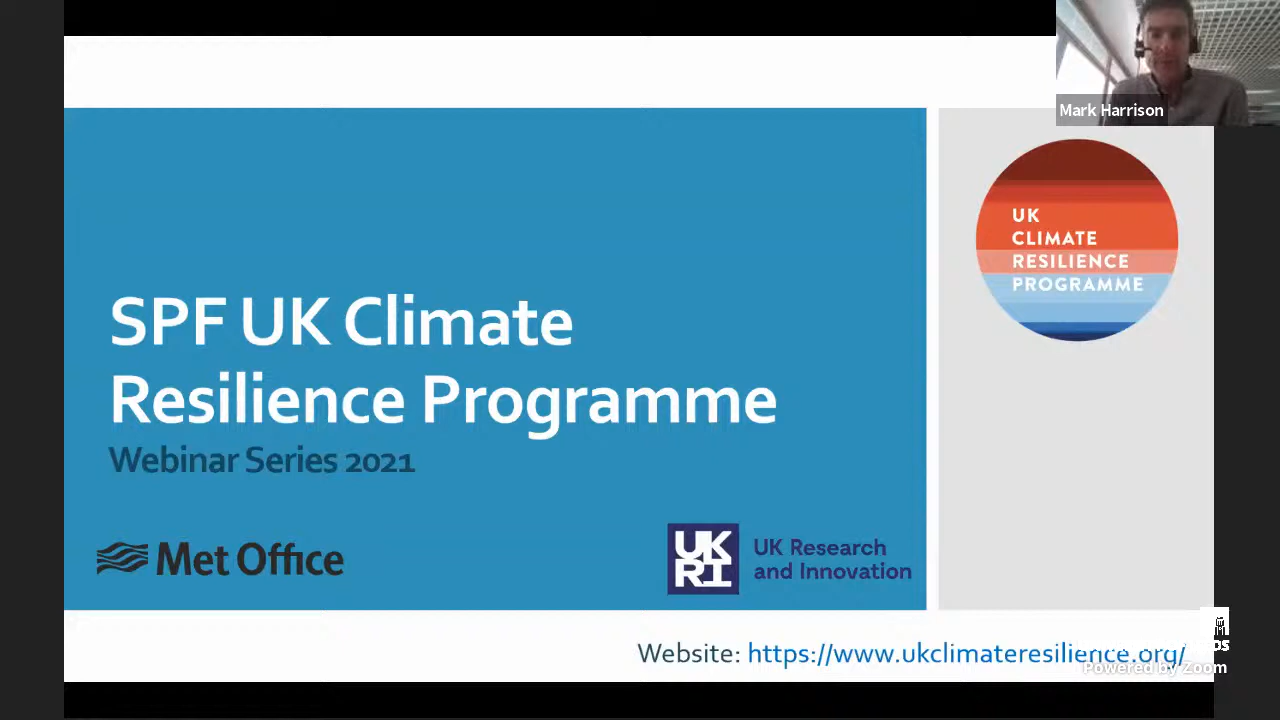 Mark Harrison
UK
CLIMATE
RESILIENCE
PROGRAMME
SPF UK Climate
Resilience Programme
Webinar Series 2021
Met Office
UK
RI
UK Research
and Innovation
Website: https://www.ukclimateresilience.org/
Powered by Zoom